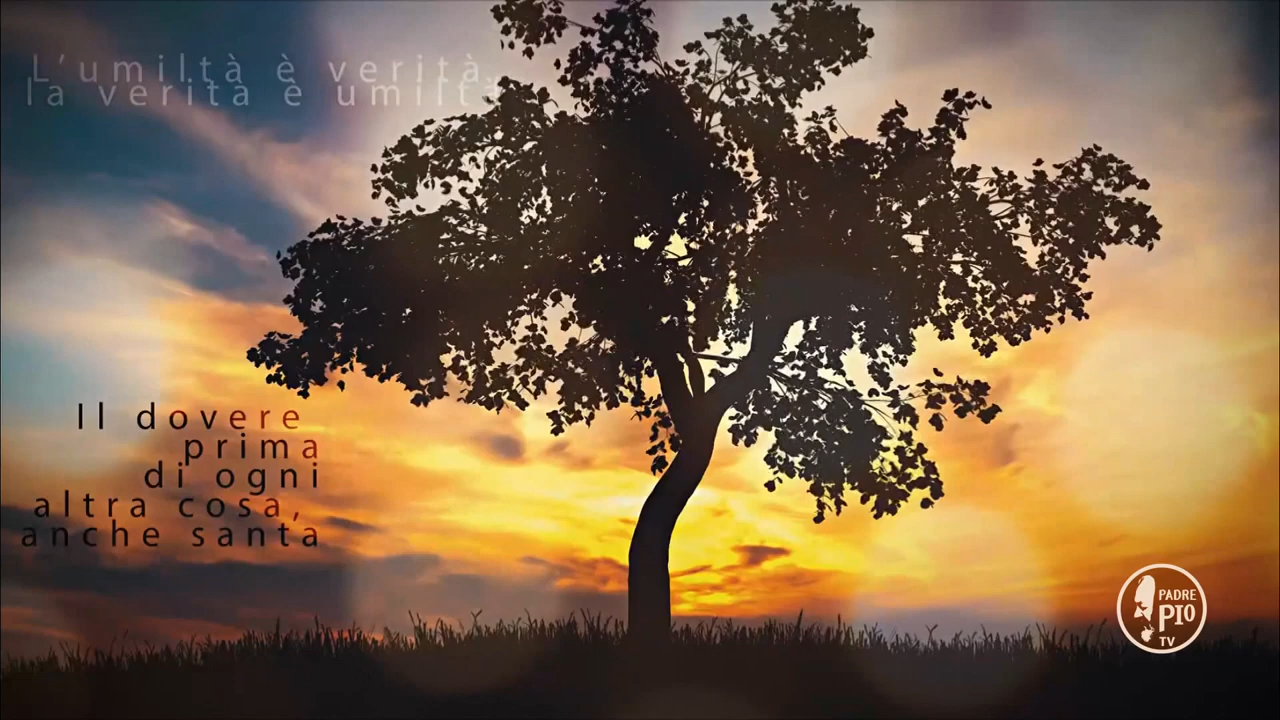 L'umiltà è verità,
la verità è umiltà
Il dovere
prima
di ogni
altra cosa,
anche santa
PADRE
PIO
TV